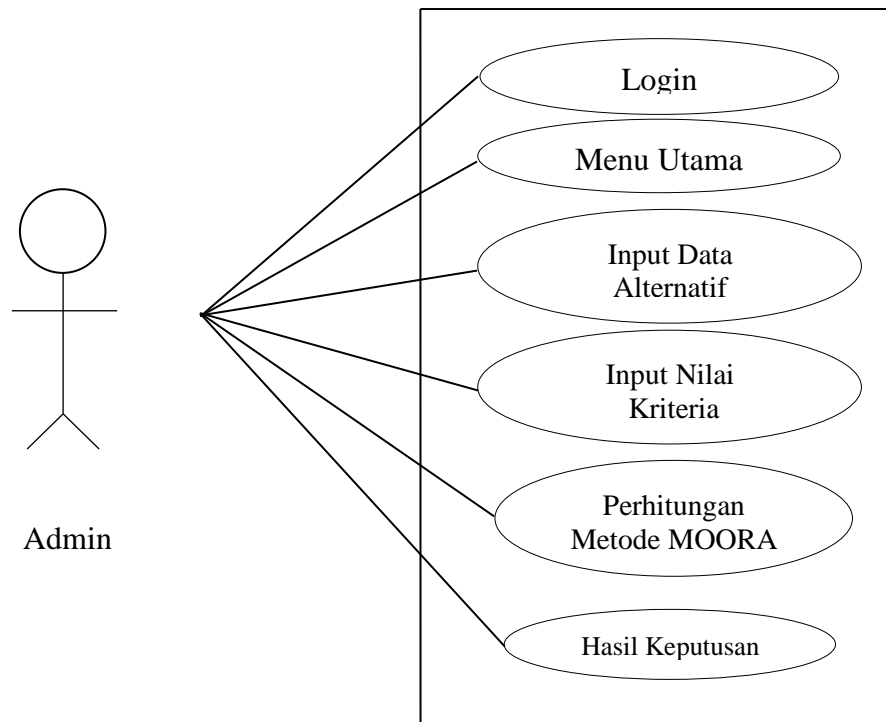 Login
Menu Utama
Input Data
Alternatif
Input Nilai
Kriteria
Perhitungan
Metode MOORA
Admin
Hasil Keputusan